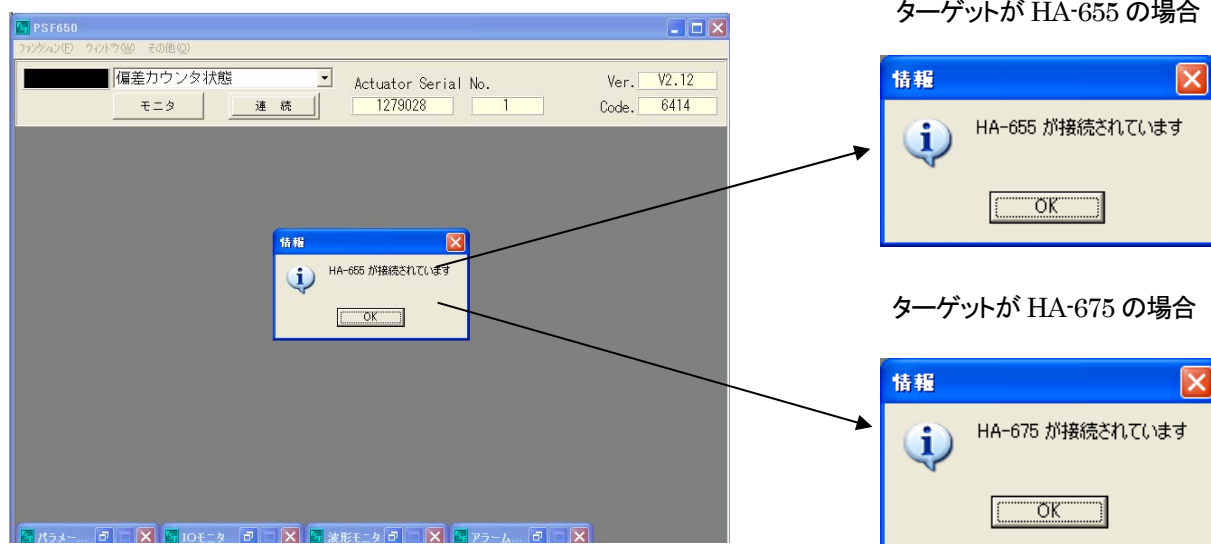 ターゲットが HA-655 の場合
PSF650
ファンクション(F) ウィンドウ(W) その他(O)
偏差カウンタ状態
Actuator Serial No.
Ver. V2.12
モニタ
連 続
1279028
1
Code. 6414
情報
HA-655 が接続されています
OK
情報
HA-655 が接続されています
OK
ターゲットが HA-675 の場合
情報
HA-675 が接続されています
OK
パラメー... IOモニタ 波形モニタ アラーム...